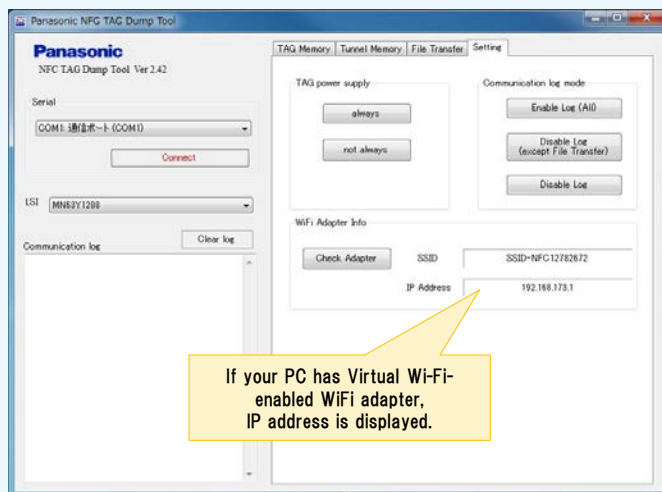 Panasonic NFC TAG Dump Tool
Panasonic
NFC TAG Dump Tool Ver 2.42
Serial
COM1: 通信ポート (COM1)
Connect
LSI
MN63Y1208
Communication log
Clear log
TAG Memory
Tunnel Memory
File Transfer
Setting
TAG power supply
always
not always
Communication log mode
Enable Log (All)
Disable Log
(except File Transfer)
Disable Log
WiFi Adapter Info
Check Adapter
SSID
SSID-NFC12782672
IP Address
192.168.173.1
If your PC has Virtual Wi-Fi-
enabled WiFi adapter,
IP address is displayed.